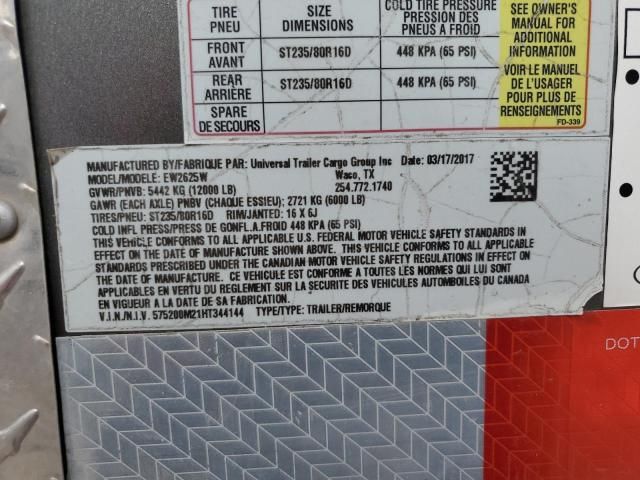 TIRE PNEU
SIZE DIMENSIONS
COLD TIRE PRESSURE PRESSION DES PNEUS A FROID
SEE OWNER'S MANUAL FOR ADDITIONAL INFORMATION
FRONT AVANT
ST235/80R16D
448 KPA (65 PSI)
REAR ARRIÈRE
ST235/80R16D
448 KPA (65 PSI)
VOIR LE MANUEL DE L'USAGER POUR PLUS DE RENSEIGNEMENTS
SPARE DE SECOURS
FD-339
MANUFACTURED BY/FABRIQUE PAR: Universal Trailer Cargo Group Inc Date: 03/17/2017
MODEL/MODELE: EW2625W Waco, TX
GVWR/PNVB: 5442 KG (12000 LB) 254.772.1740
GAWR (EACH AXLE) PNBV (CHAQUE ESSIEU); 2721 KG (6000 LB)
TIRES/PNEU: ST235/80R16D RIM/JANTED: 16 X 6J
COLD INFL PRESS/PRESS DE GONFL.A.FROID 448 KPA (65 PSI)
THIS VEHICLE CONFORMS TO ALL APPLICABLE U.S. FEDERAL MOTOR VEHICLE SAFETY STANDARDS IN
EFFECT ON THE DATE OF MANUFACTURE SHOWN ABOVE. THIS VEHICLE CONFORMS TO ALL APPLICABLE
STANDARDS PRESCRIBED UNDER THE CANADIAN MOTOR VEHICLE SAFETY REGULATIONS IN EFFECT ON
THE DATE OF MANUFACTURE. CE VEHICULE EST CONFORME A TOUTES LES NORMES QUI LUI SONT
APPLICABLES EN VERTU DU REGLEMENT SUR LA SECURITE DES VEHICULES AUTOMBOILES DU CANADA
EN VIGUEUR A LA DATE DE SA FABRICATION.
V.I.N./N.I.V. 575200M21HT344144 TYPE/TYPE: TRAILER/REMORQUE
DOT